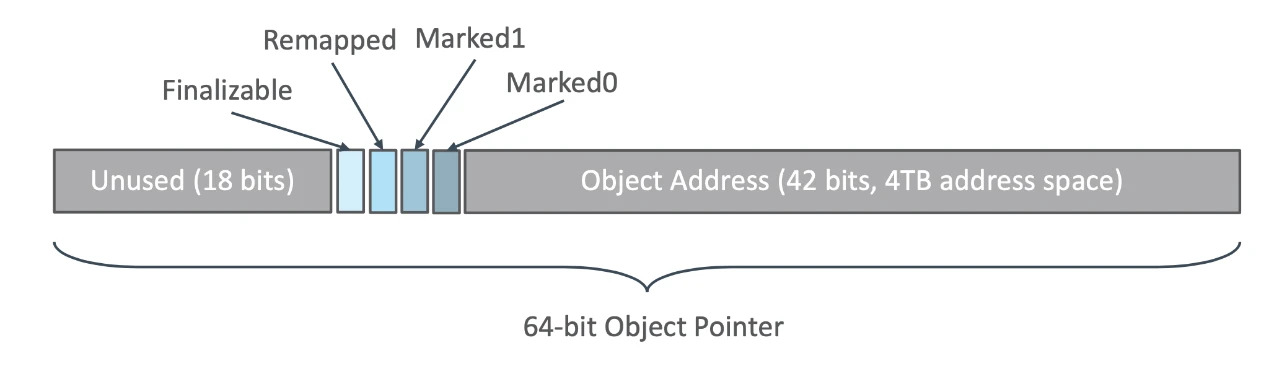 Remapped
Marked1
Finalizable
Marked0
Unused (18 bits)
Object Address (42 bits, 4TB address space)
64-bit Object Pointer